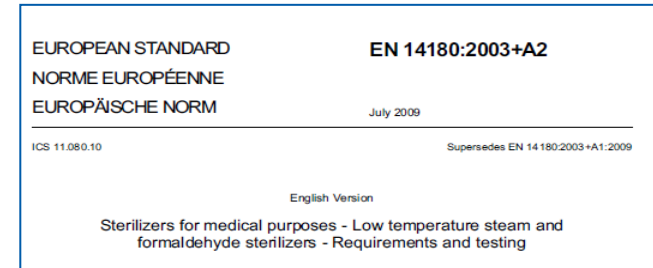 EUROPEAN STANDARD
EN 14180:2003+A2
NORME EUROPÉENNE
EUROPÄISCHE NORM
July 2009
ICS 11.080.10
Supersedes EN 14180:2003+A1:2009
English Version
Sterilizers for medical purposes - Low temperature steam and
formaldehyde sterilizers - Requirements and testing